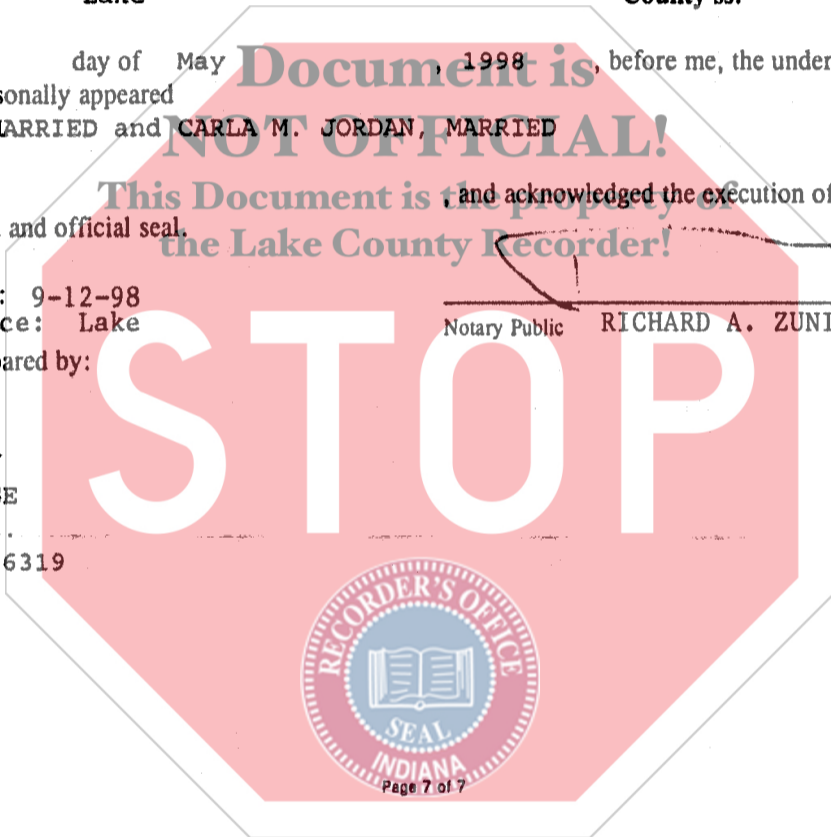 County ss:
day of May , 1998 , before me, the under
sonally appeared
ARRIED and CARLA M. JORDAN, MARRIED
, and acknowledged the execution of
and official seal.
: 9-12-98
ce: Lake
Notary Public RICHARD A. ZUNI
ared by:
E
6319
Document is
NOT OFFICIAL!
This Document is the property of
the Lake County Recorder!
STOP
RECORDER'S OFFICE
SEAL
INDIANA
Page 7 of 7